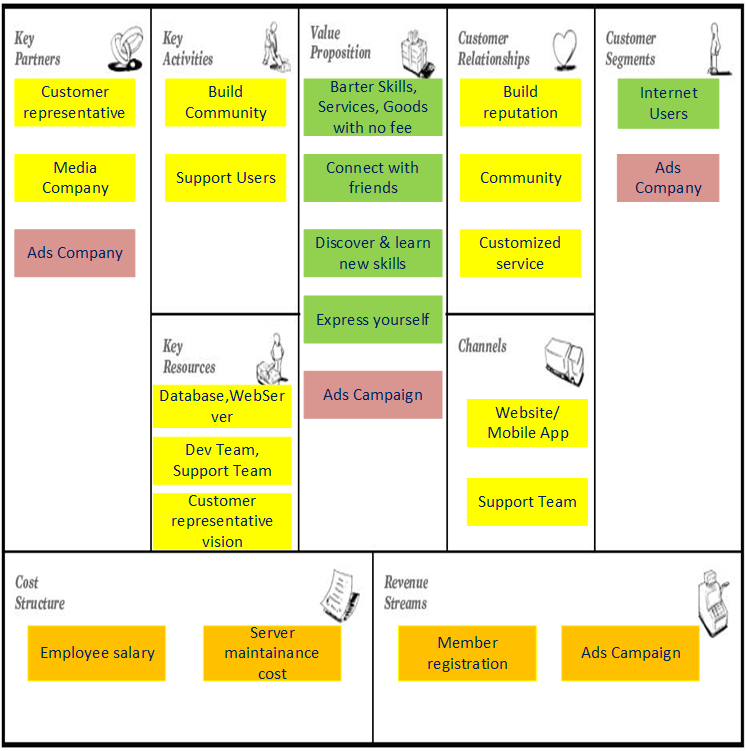 Key
Partners
Customer
representative
Media
Company
Ads Company
Key
Activities
Build
Community
Support Users
Key
Resources
Database,WebSer
ver
Dev Team,
Support Team
Customer
representative
vision
Value
Proposition
Barter Skills,
Services, Goods
with no fee
Connect with
friends
Discover & learn
new skills
Express yourself
Ads Campaign
Customer
Relationships
Build
reputation
Community
Customized
service
Channels
Website/
Mobile App
Support Team
Customer
Segments
Internet
Users
Ads
Company
Cost
Structure
Employee salary
Server
maintainance
cost
Revenue
Streams
Member
registration
Ads Campaign